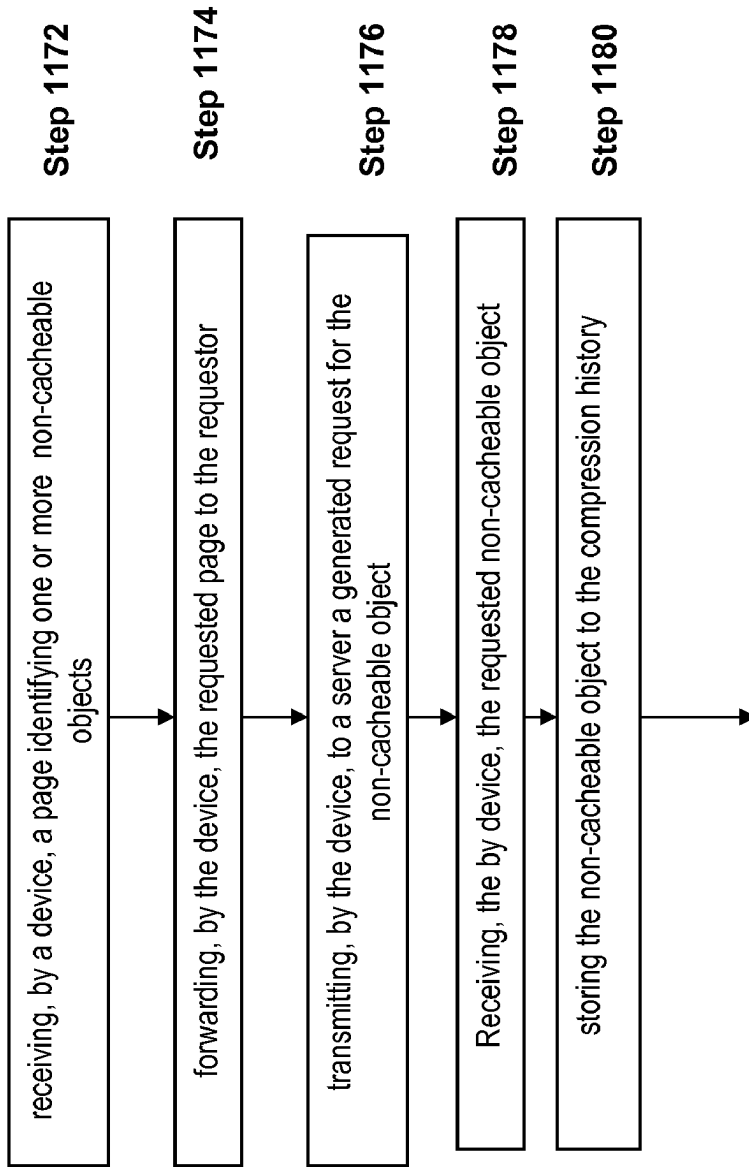 receiving, by a device, a page identifying one or more non-cacheable
objects
Step 1172
forwarding, by the device, the requested page to the requestor
Step 1174
transmitting, by the device, to a server a generated request for the
non-cacheable object
Step 1176
Receiving, the by device, the requested non-cacheable object
Step 1178
storing the non-cacheable object to the compression history
Step 1180